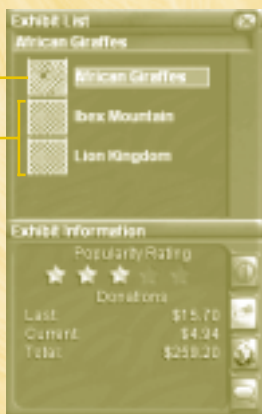 Exhibit List
African Giraffes
African Giraffes
Ibex Mountain
Lion Kingdom
Exhibit Information
Popularity Rating
Donations
Last: $15.70
Current: $4.94
Total: $259.20